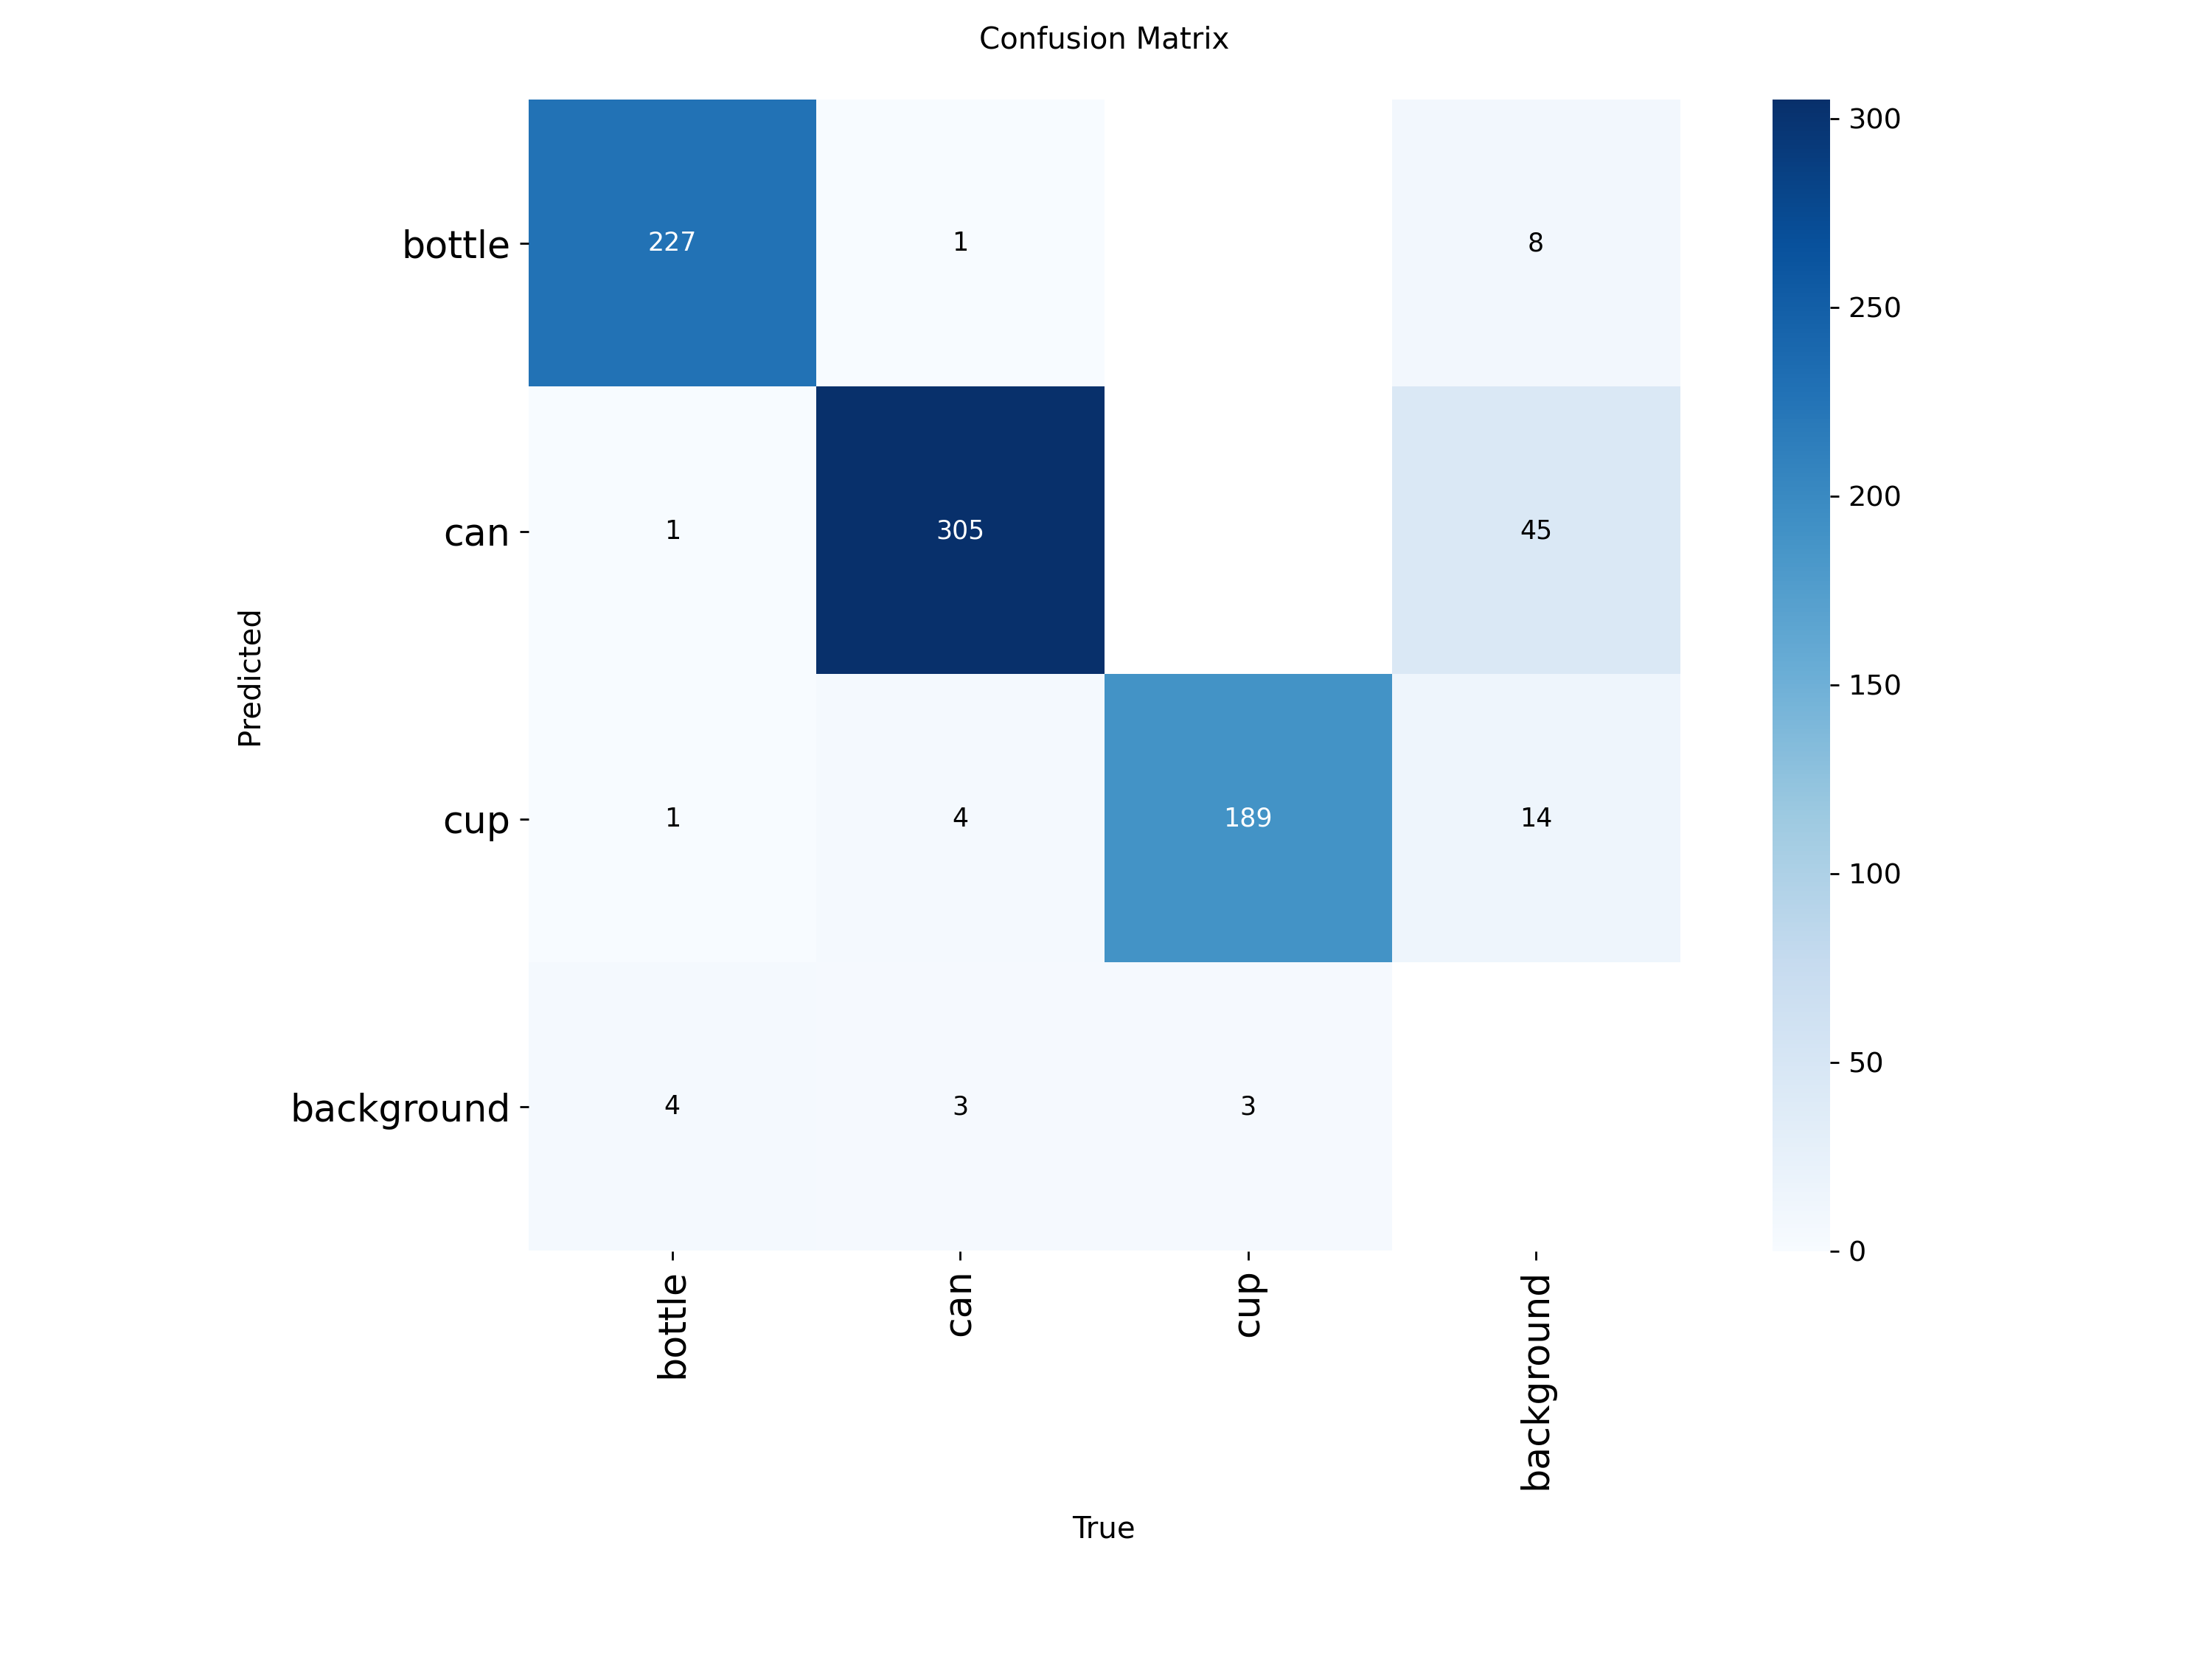 Confusion Matrix
bottle 227 1 8
can 1 305 45
cup 1 4 189 14
background 4 3 3
bottle can cup background
Predicted
True
300
250
200
150
100
50
0